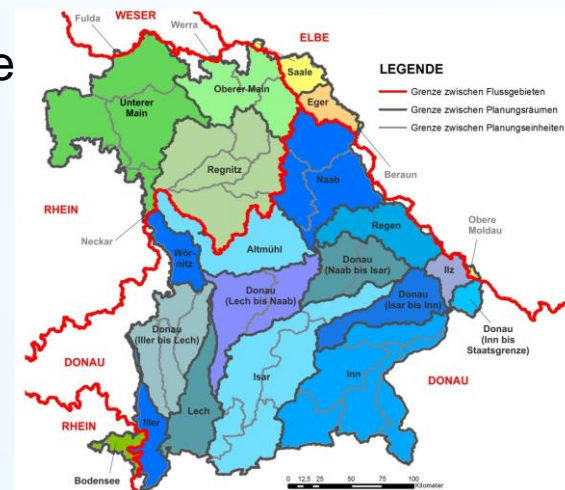 e
WESER
Fulda
Werra
ELBE
Saale
Oberer Main
Unterer
Main
Eger
LEGENDE
Grenze zwischen Flussgebieten
Grenze zwischen Planungsräumen
Grenze zwischen Planungseinheiten
Beraun
Regnitz
Naab
RHEIN
Neckar
Altmühl
Regen
Obere
Moldau
Wör-
nitz
Donau
(Naab bis Isar)
Ilz
Donau
(Lech bis Naab)
Donau
(Isar bis Inn)
Donau
(Iller bis Lech)
Donau
(Inn bis
Staatsgrenze)
DONAU
Isar
Inn
DONAU
Lech
RHEIN
Iller
Bodensee
0 12,5 25 50 75 100
Kilometer